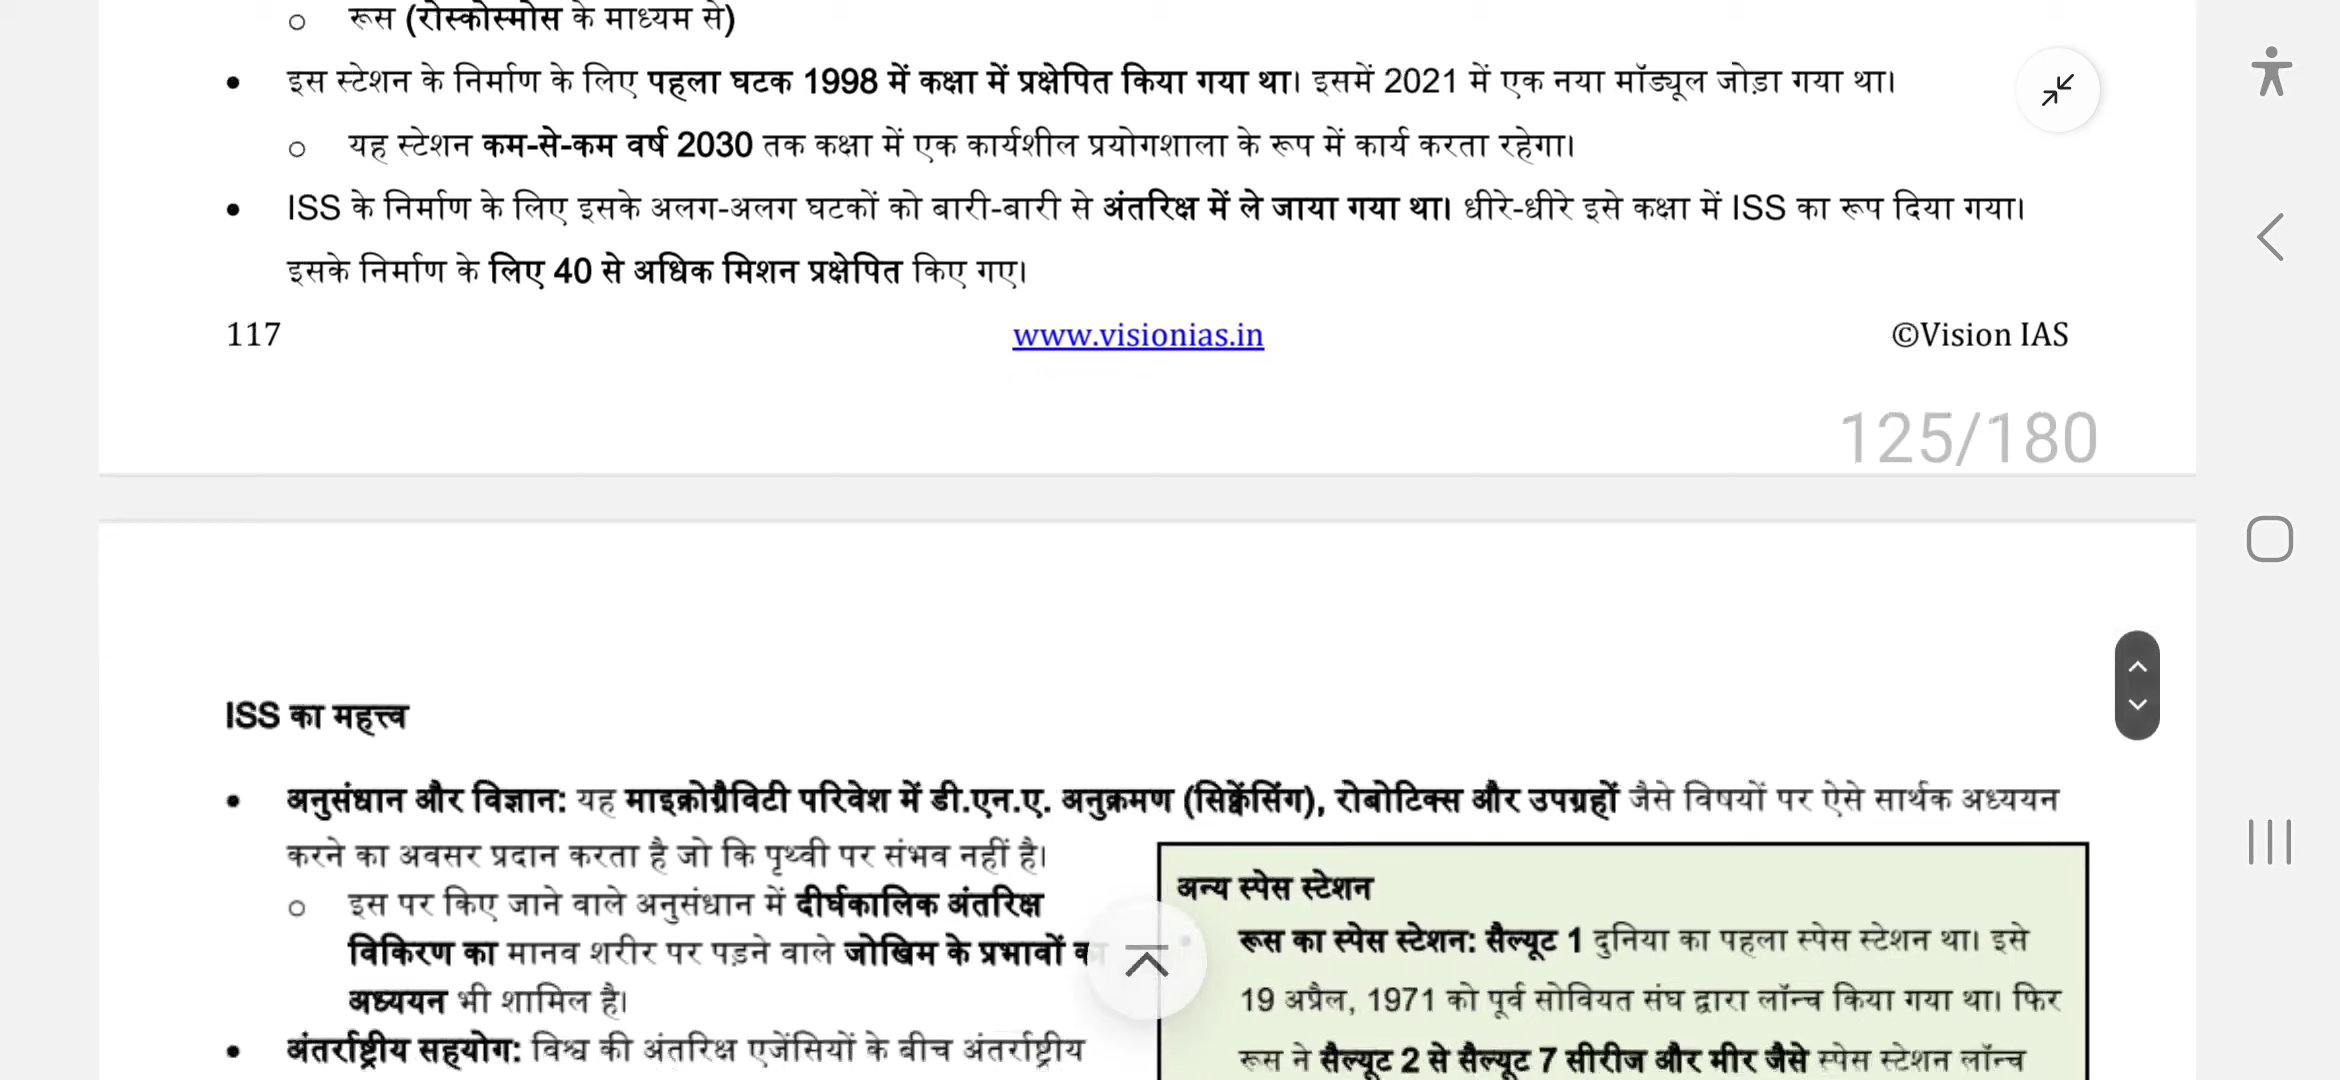 रूस (रोस्कोस्मोस के माध्यम से)
इस स्टेशन के निर्माण के लिए पहला घटक 1998 में कक्षा में प्रक्षेपित किया गया था। इसमें 2021 में एक नया मॉड्यूल जोड़ा गया था।
यह स्टेशन कम-से-कम वर्ष 2030 तक कक्षा में एक कार्यशील प्रयोगशाला के रूप में कार्य करता रहेगा।
ISS के निर्माण के लिए इसके अलग-अलग घटकों को बारी-बारी से अंतरिक्ष में ले जाया गया था। धीरे-धीरे इसे कक्षा में ISS का रूप दिया गया।
इसके निर्माण के लिए 40 से अधिक मिशन प्रक्षेपित किए गए।
117 www.visionias.in ©Vision IAS
125/180
ISS का महत्त्व
अनुसंधान और विज्ञान: यह माइक्रोग्रैविटी परिवेश में डी.एन.ए. अनुक्रमण (सिक्वेंसिंग), रोबोटिक्स और उपग्रहों जैसे विषयों पर ऐसे सार्थक अध्ययन
करने का अवसर प्रदान करता है जो कि पृथ्वी पर संभव नहीं है।
इस पर किए जाने वाले अनुसंधान में दीर्घकालिक अंतरिक्ष
विकिरण का मानव शरीर पर पड़ने वाले जोखिम के प्रभावों
अध्ययन भी शामिल है।
अंतर्राष्ट्रीय सहयोग: विश्व की अंतरिक्ष एजेंसियों के बीच अंतर्राष्ट्रीय
अन्य स्पेस स्टेशन
रूस का स्पेस स्टेशन: सैल्यूट 1 दुनिया का पहला स्पेस स्टेशन था। इसे
19 अप्रैल, 1971 को पूर्व सोवियत संघ द्वारा लॉन्च किया गया था। फिर
रूस ने सैल्यूट 2 से सैल्यूट 7 सीरीज और मीर जैसे स्पेस स्टेशन लॉन्च